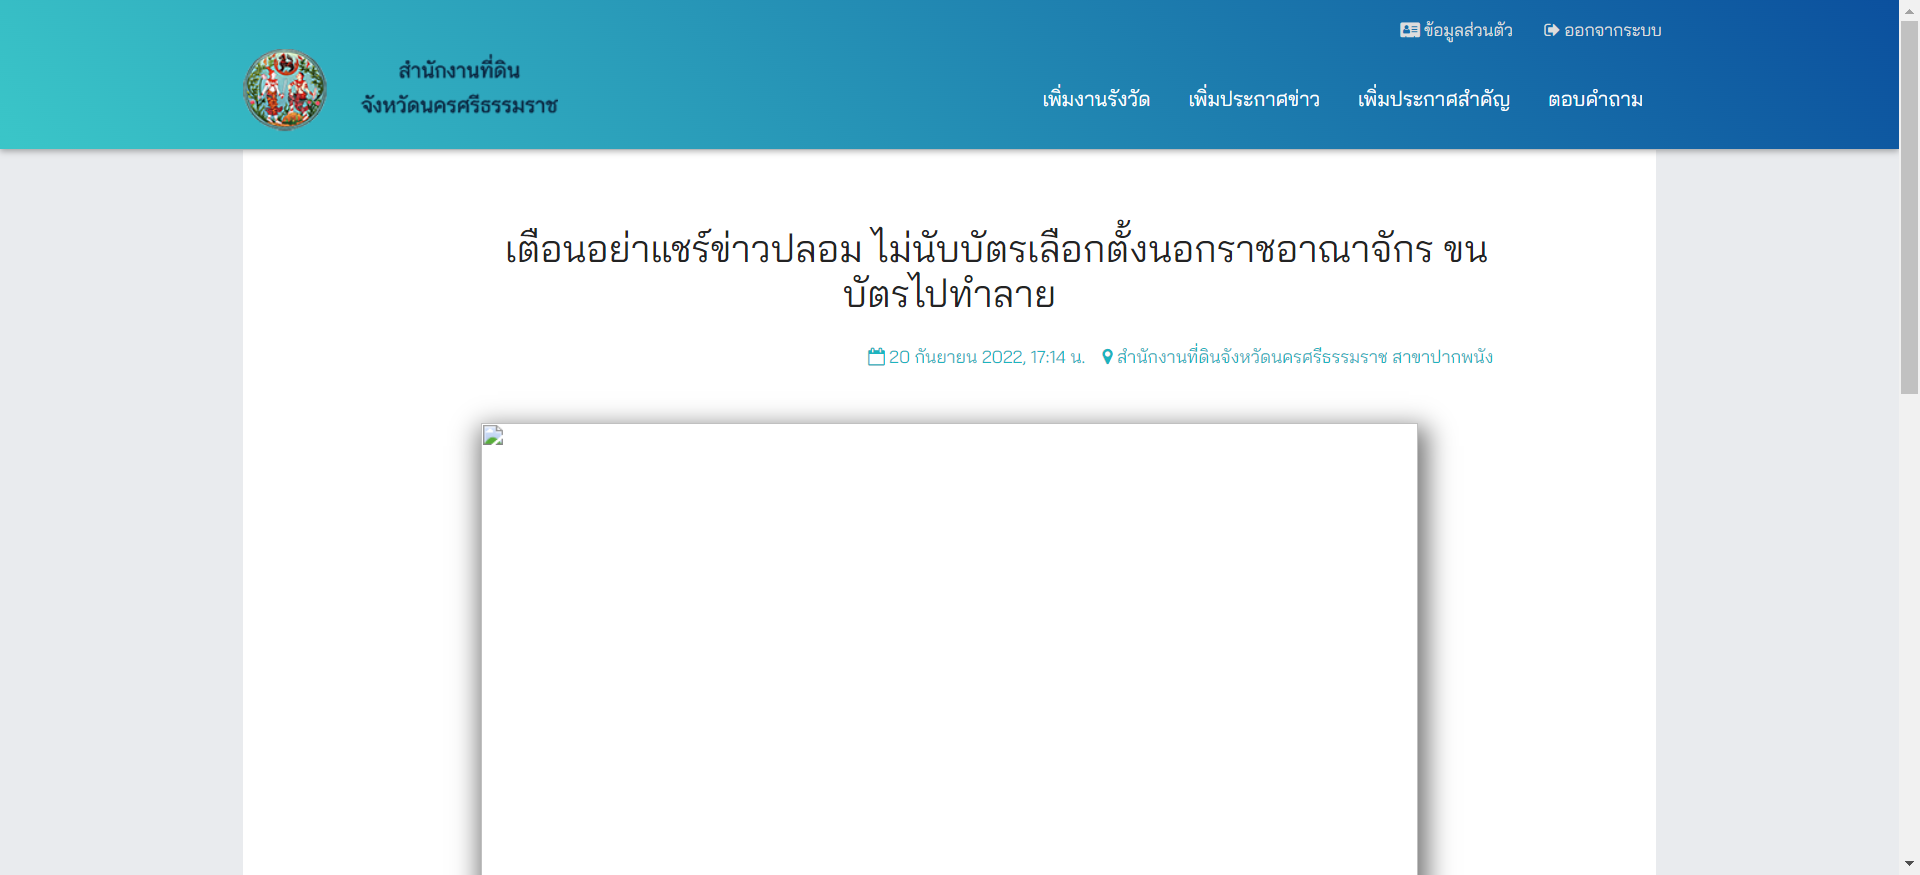 ข้อมูลส่วนตัว ออกจากระบบ
สำนักงานที่ดิน
จังหวัดนครศรีธรรมราช
เพิ่มงานรังวัด เพิ่มประกาศข่าว เพิ่มประกาศสำคัญ ตอบคำถาม
เตือนอย่าแชร์ข่าวปลอม ไม่นับบัตรเลือกตั้งนอกราชอาณาจักร ขน
บัตรไปทำลาย
20 กันยายน 2022, 17:14 น. สำนักงานที่ดินจังหวัดนครศรีธรรมราช สาขาปากพนัง